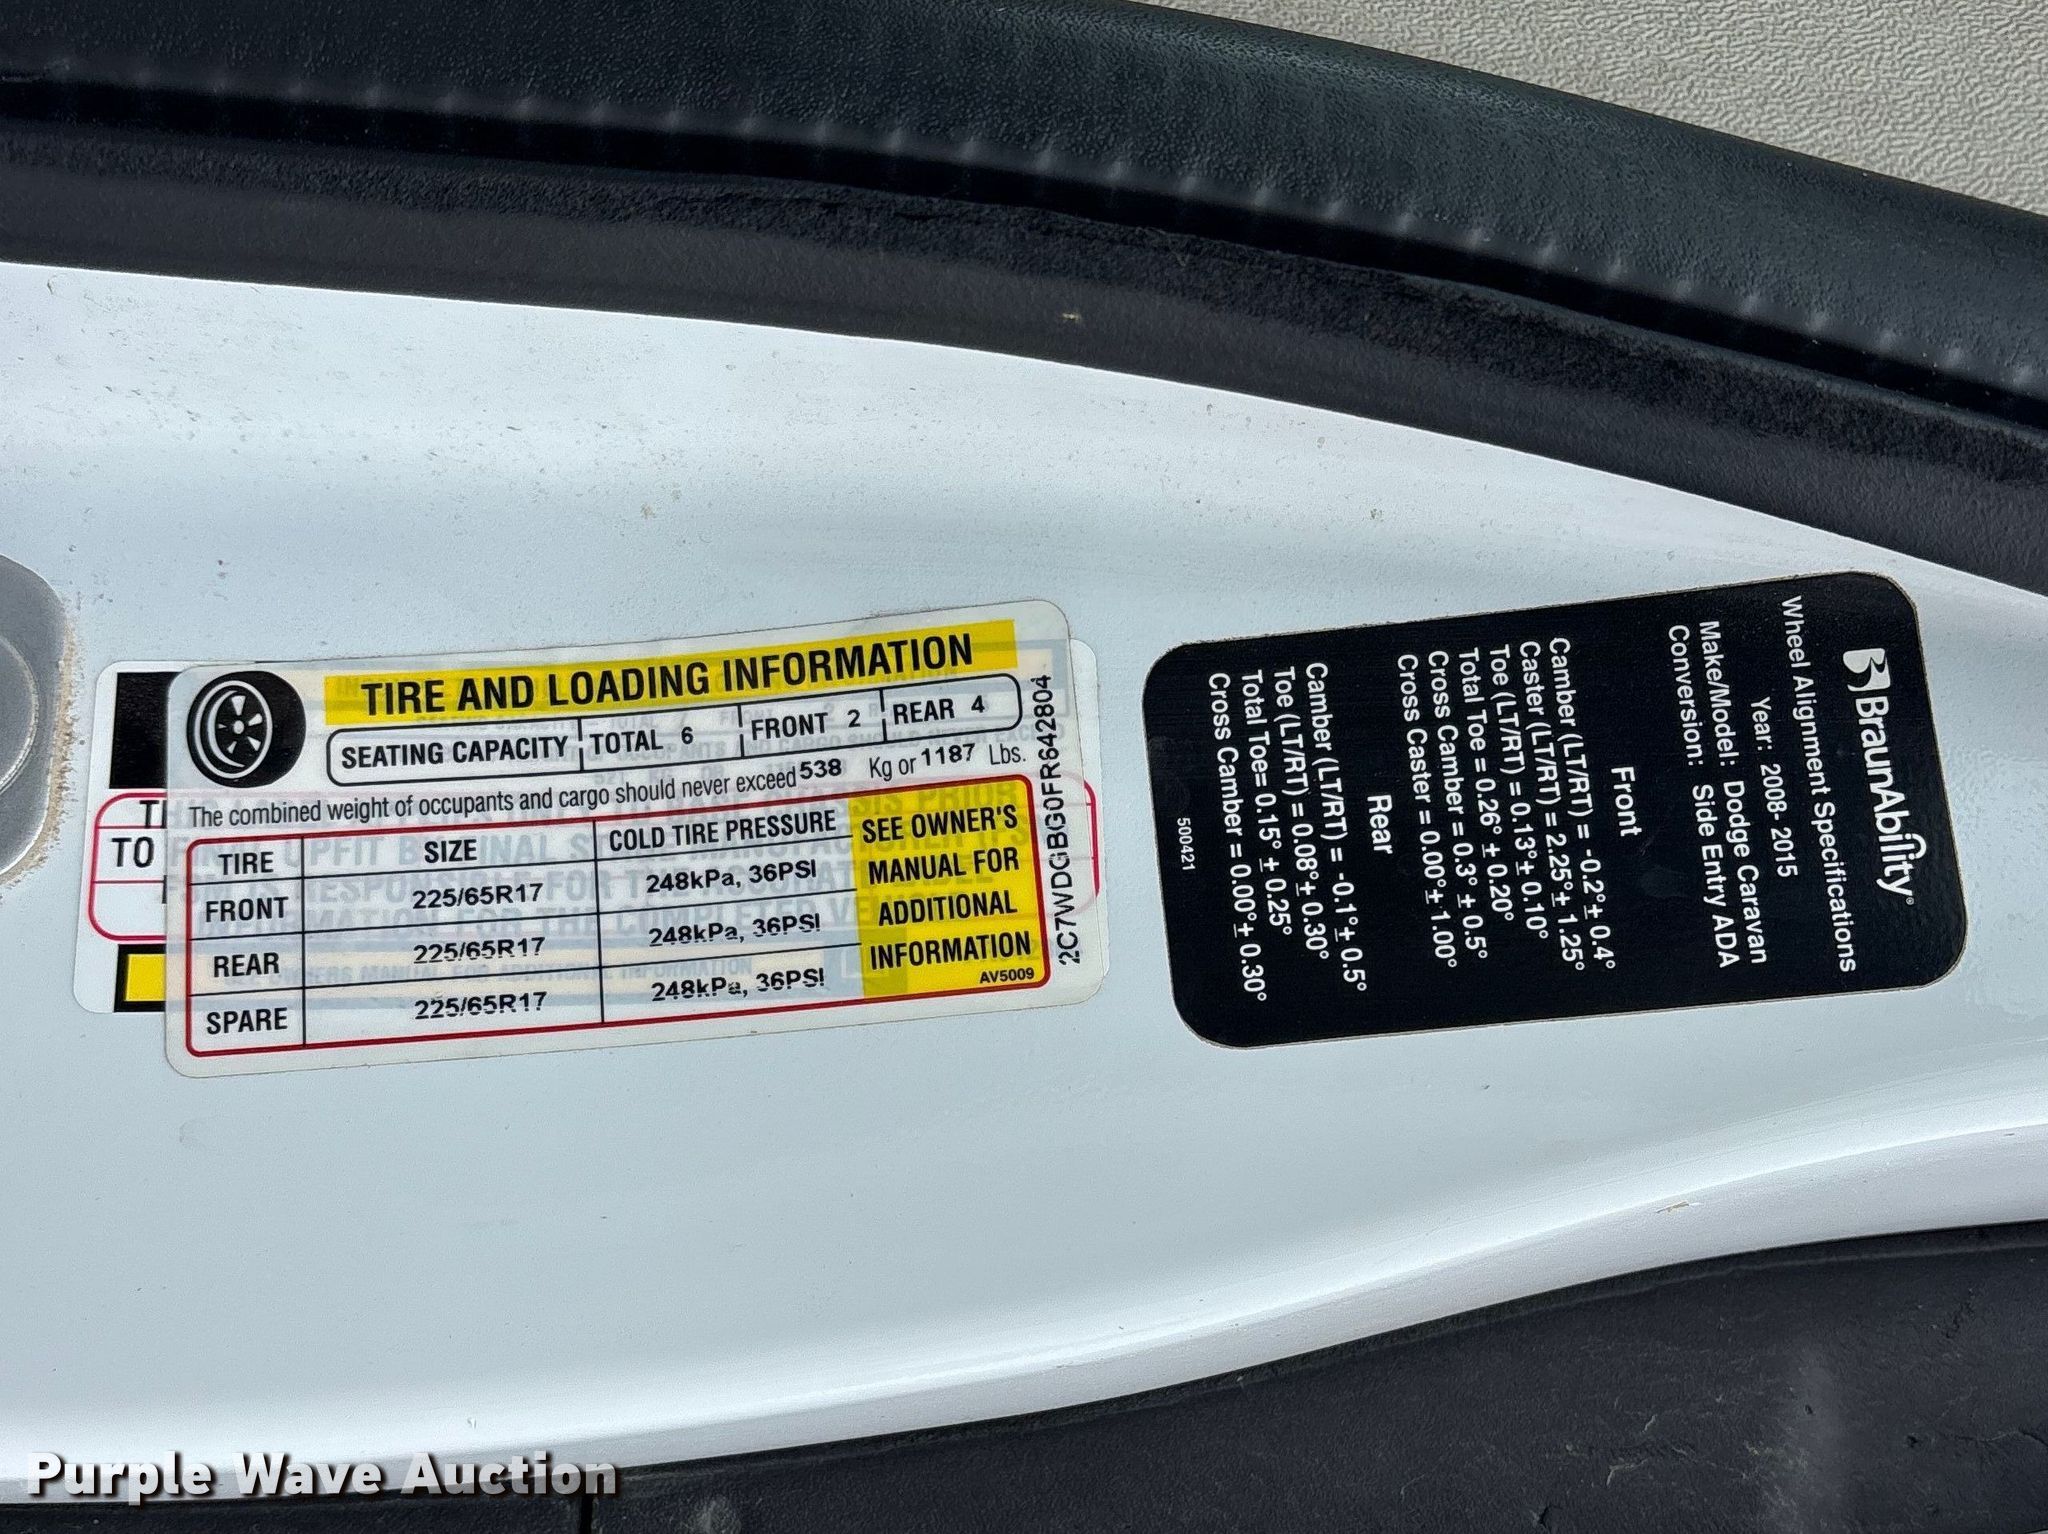 TIRE AND LOADING INFORMATION
SEATING CAPACITY TOTAL 6 FRONT 2 REAR 4
The combined weight of occupants and cargo should never exceed 538 Kg or 1187 Lbs.
TIRE SIZE COLD TIRE PRESSURE
FRONT 225/65R17 248kPa, 36PSI
REAR 225/65R17 248kPa, 36PSI
SPARE 225/65R17 248kPa, 36PSI
SEE OWNER'S
MANUAL FOR
ADDITIONAL
INFORMATION
AV5009
2C7WDGBG0FR642804
TO
BraunAbility®
Wheel Alignment Specifications
Year: 2008- 2015
Make/Model: Dodge Caravan
Conversion: Side Entry ADA
Front
Camber (LT/RT) = -0.2°± 0.4°
Caster (LT/RT) = 2.25°± 1.25°
Toe (LT/RT) = 0.13°± 0.10°
Total Toe = 0.26° ± 0.20°
Cross Camber = 0.3° ± 0.5°
Cross Caster = 0.00°± 1.00°
Rear
Camber (LT/RT) = -0.1°± 0.5°
Toe (LT/RT) = 0.08°± 0.30°
Total Toe= 0.15° ± 0.25°
Cross Camber = 0.00°± 0.30°
500421
Purple Wave Auction